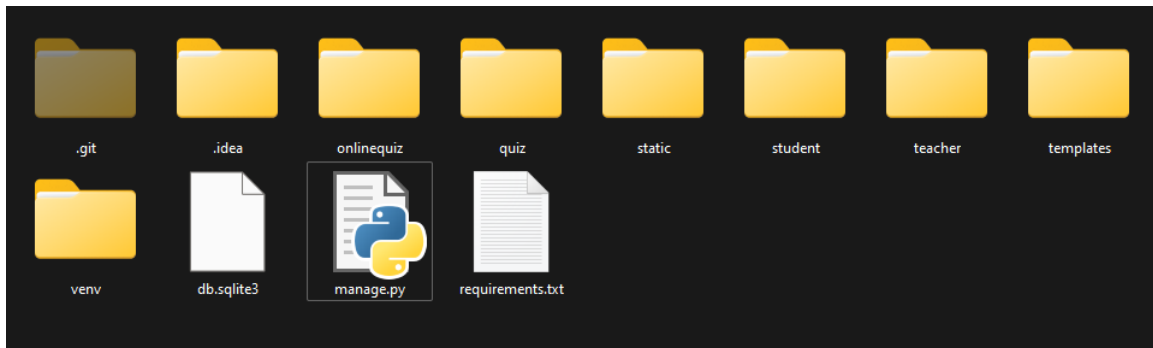 .git
.idea
onlinequiz
quiz
static
student
teacher
templates
venv
db.sqlite3
manage.py
requirements.txt